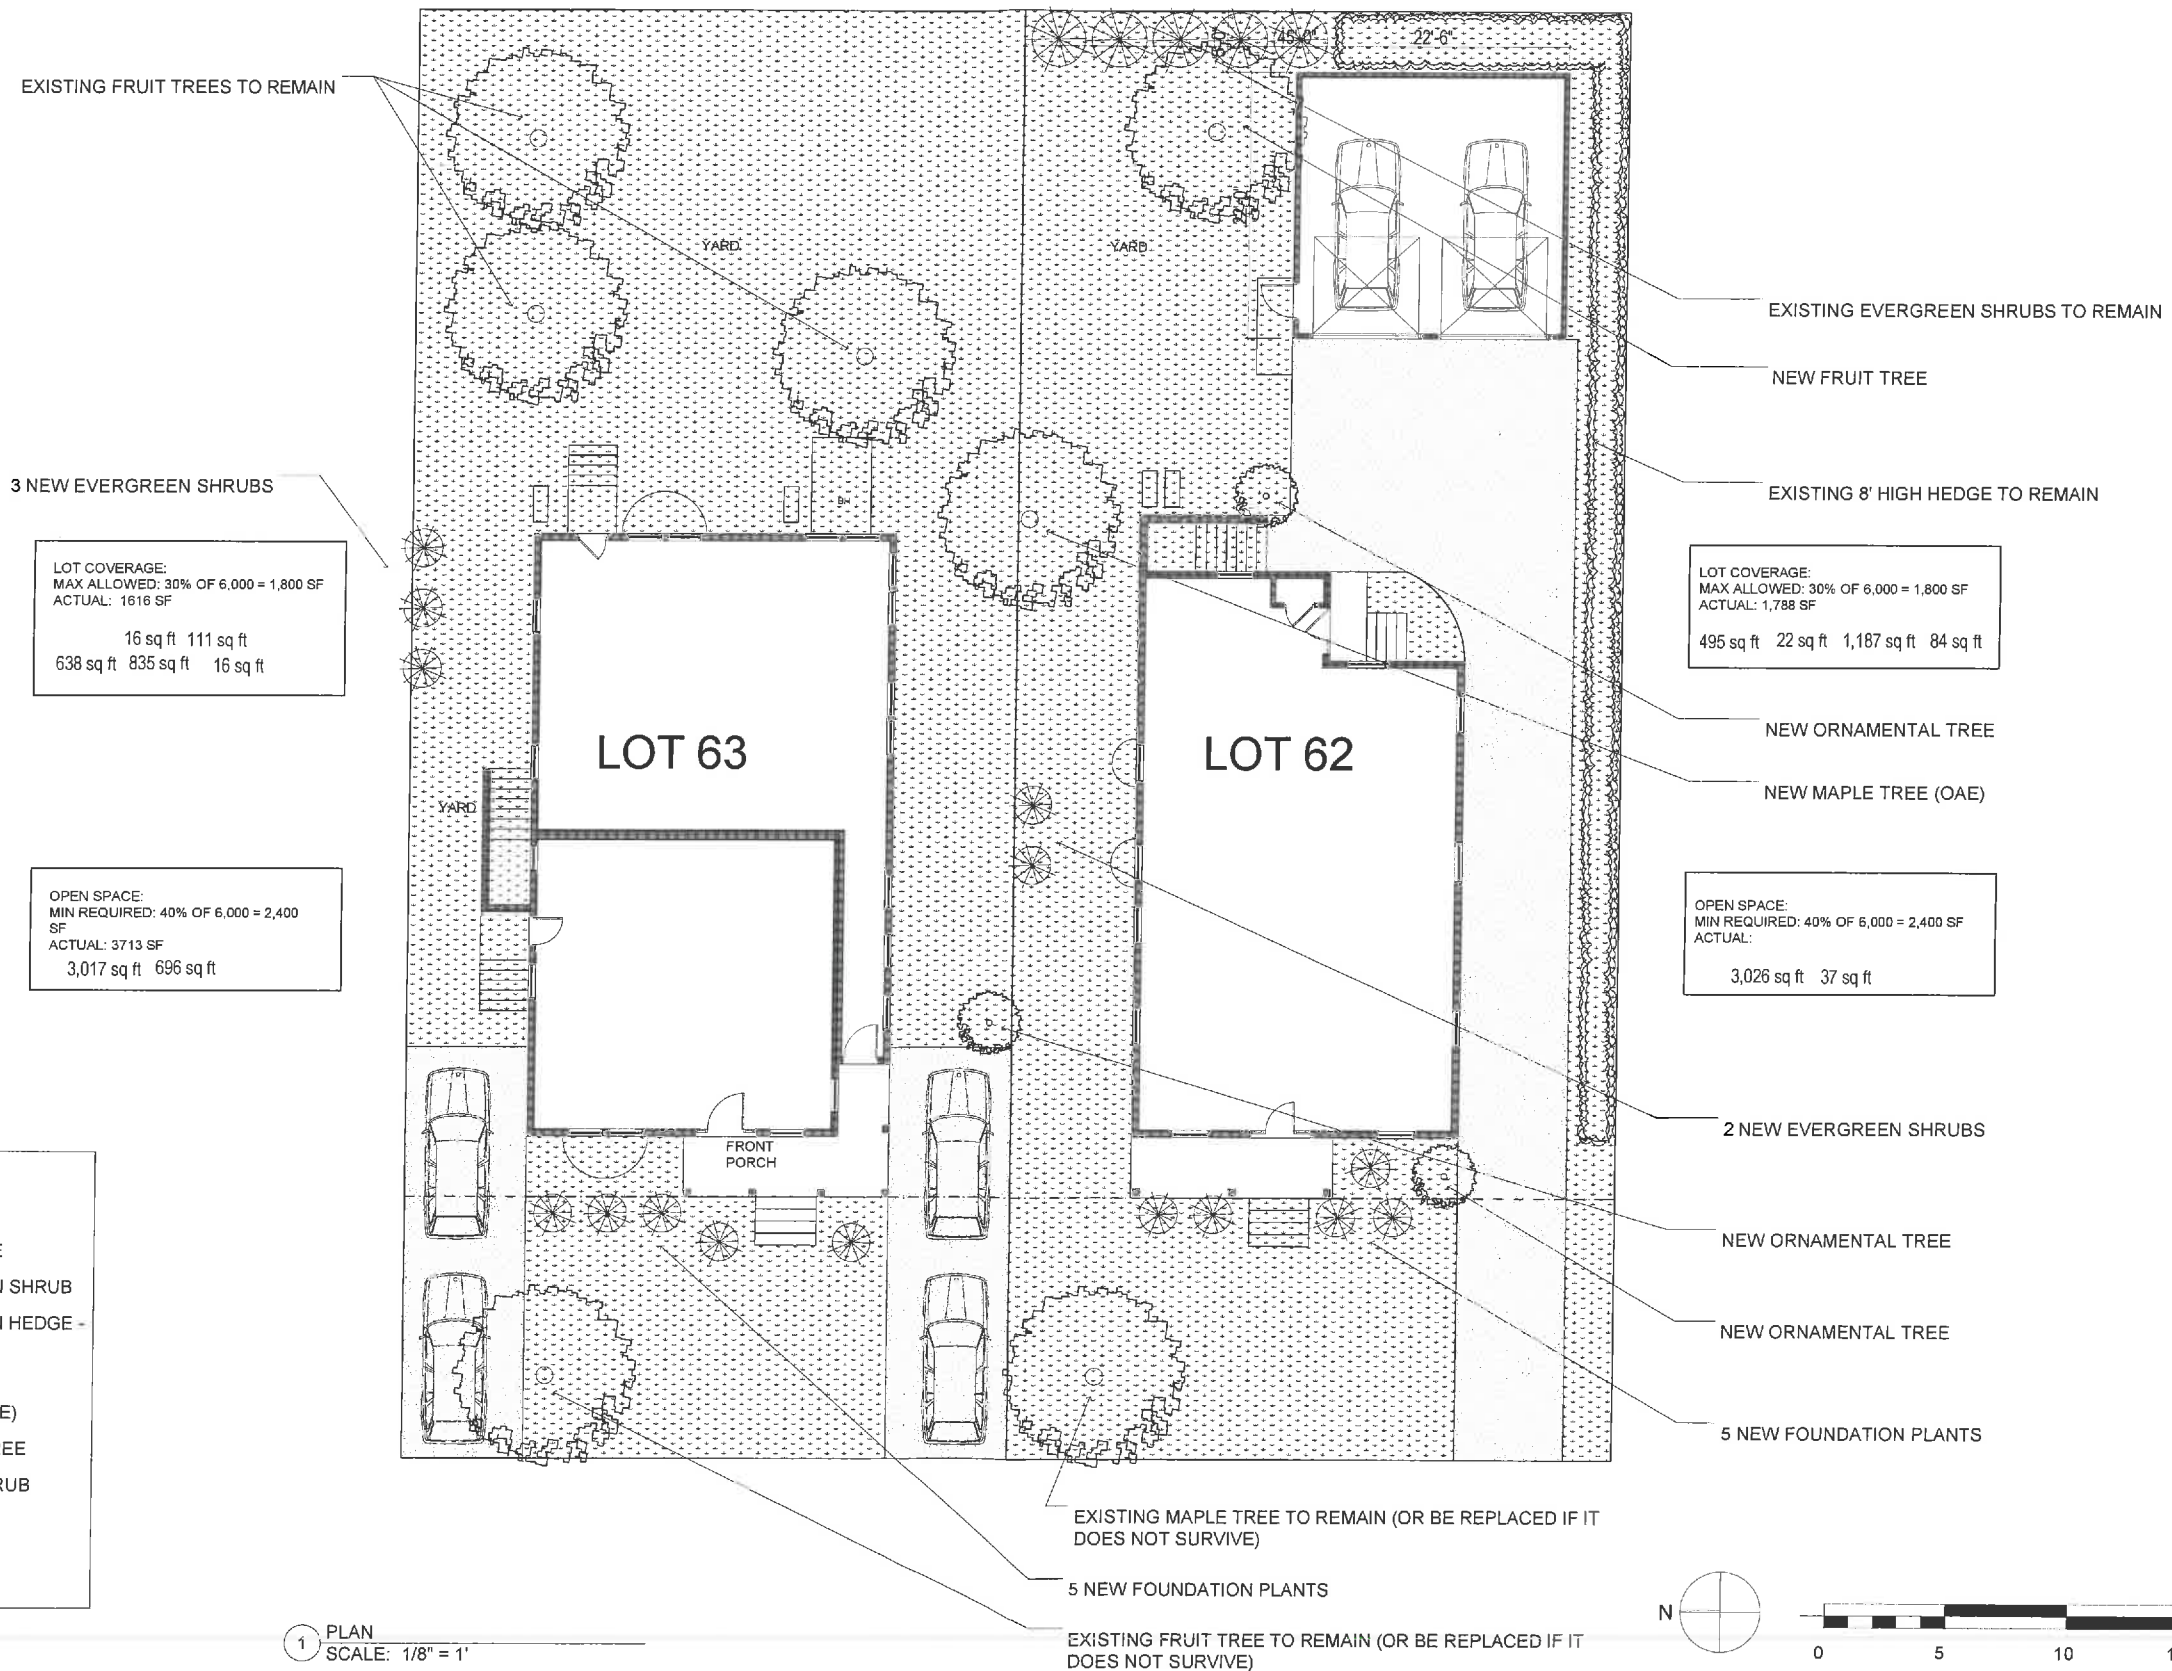 45'-0"
22'-6"
EXISTING FRUIT TREES TO REMAIN
YARD
YARD
EXISTING EVERGREEN SHRUBS TO REMAIN
NEW FRUIT TREE
3 NEW EVERGREEN SHRUBS
EXISTING 8' HIGH HEDGE TO REMAIN
BH
LOT COVERAGE:
MAX ALLOWED: 30% OF 6,000 = 1,800 SF
ACTUAL: 1616 SF
16 sq ft 111 sq ft
638 sq ft 835 sq ft 16 sq ft
LOT COVERAGE:
MAX ALLOWED: 30% OF 6,000 = 1,800 SF
ACTUAL: 1,788 SF
495 sq ft 22 sq ft 1,187 sq ft 84 sq ft
LOT 63
LOT 62
NEW ORNAMENTAL TREE
NEW MAPLE TREE (OAE)
YARD
OPEN SPACE:
MIN REQUIRED: 40% OF 6,000 = 2,400
SF
ACTUAL: 3713 SF
3,017 sq ft 696 sq ft
OPEN SPACE:
MIN REQUIRED: 40% OF 6,000 = 2,400 SF
ACTUAL:
3,026 sq ft 37 sq ft
2 NEW EVERGREEN SHRUBS
FRONT
PORCH
NEW ORNAMENTAL TREE
NEW ORNAMENTAL TREE
5 NEW FOUNDATION PLANTS
E
N SHRUB
N HEDGE -
E)
REE
RUB
EXISTING MAPLE TREE TO REMAIN (OR BE REPLACED IF IT
DOES NOT SURVIVE)
5 NEW FOUNDATION PLANTS
EXISTING FRUIT TREE TO REMAIN (OR BE REPLACED IF IT
DOES NOT SURVIVE)
1 PLAN
SCALE: 1/8" = 1'
N
0 5 10 1